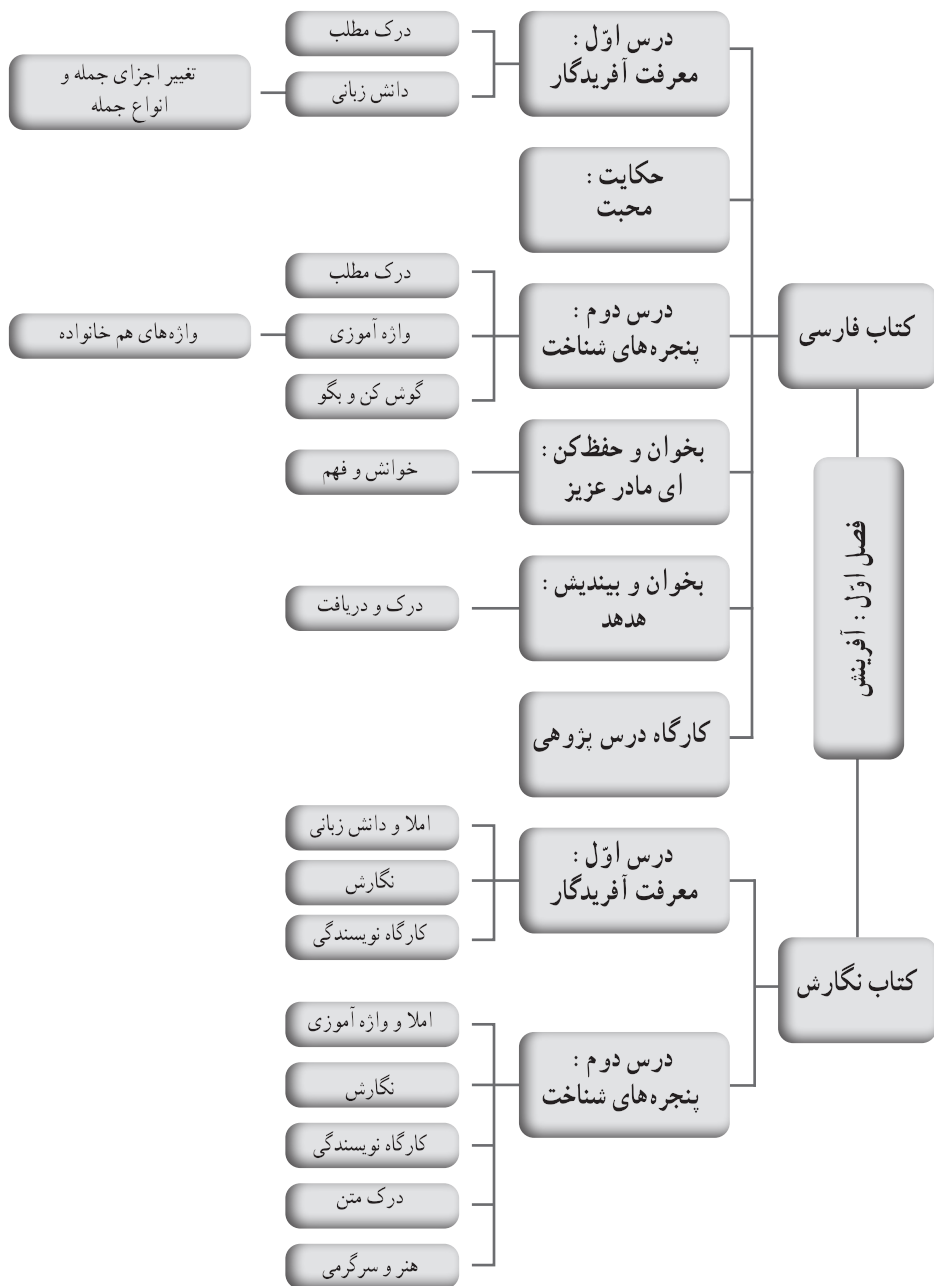 فصل اوّل : آفرینش
کتاب فارسی
درس اوّل :
معرفت آفریدگار
درک مطلب
دانش زبانی
تغییر اجزای جمله و
انواع جمله
حکایت :
محبت
درس دوم :
پنجره‌های شناخت
درک مطلب
واژه آموزی
واژه‌های هم خانواده
گوش کن و بگو
بخوان و حفظ‌کن :
ای مادر عزیز
خوانش و فهم
بخوان و بیندیش :
هدهد
درک و دریافت
کارگاه درس پژوهی
کتاب نگارش
درس اوّل :
معرفت آفریدگار
املا و دانش زبانی
نگارش
کارگاه نویسندگی
درس دوم :
پنجره‌های شناخت
املا و واژه آموزی
نگارش
کارگاه نویسندگی
درک متن
هنر و سرگرمی